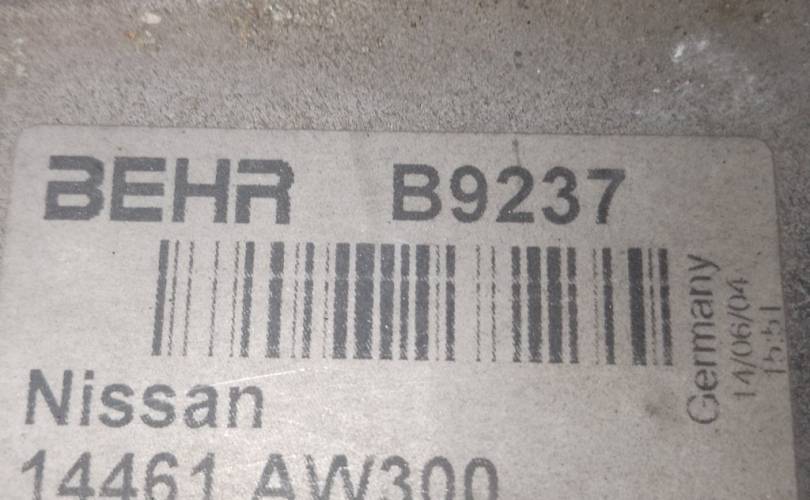 BEHR B9237
Germany
14/06/04
15:51
Nissan
14461 AW300